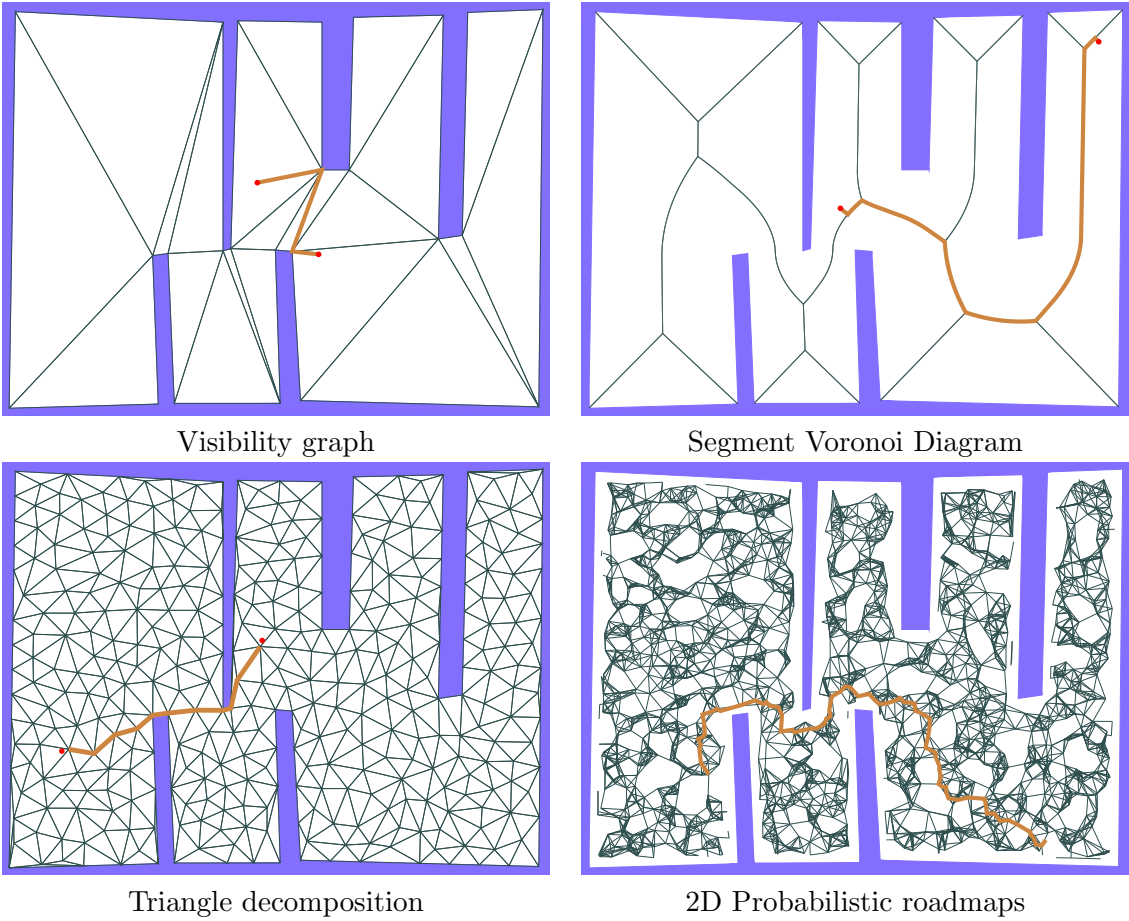 Visibility graph
Segment Voronoi Diagram
Triangle decomposition
2D Probabilistic roadmaps